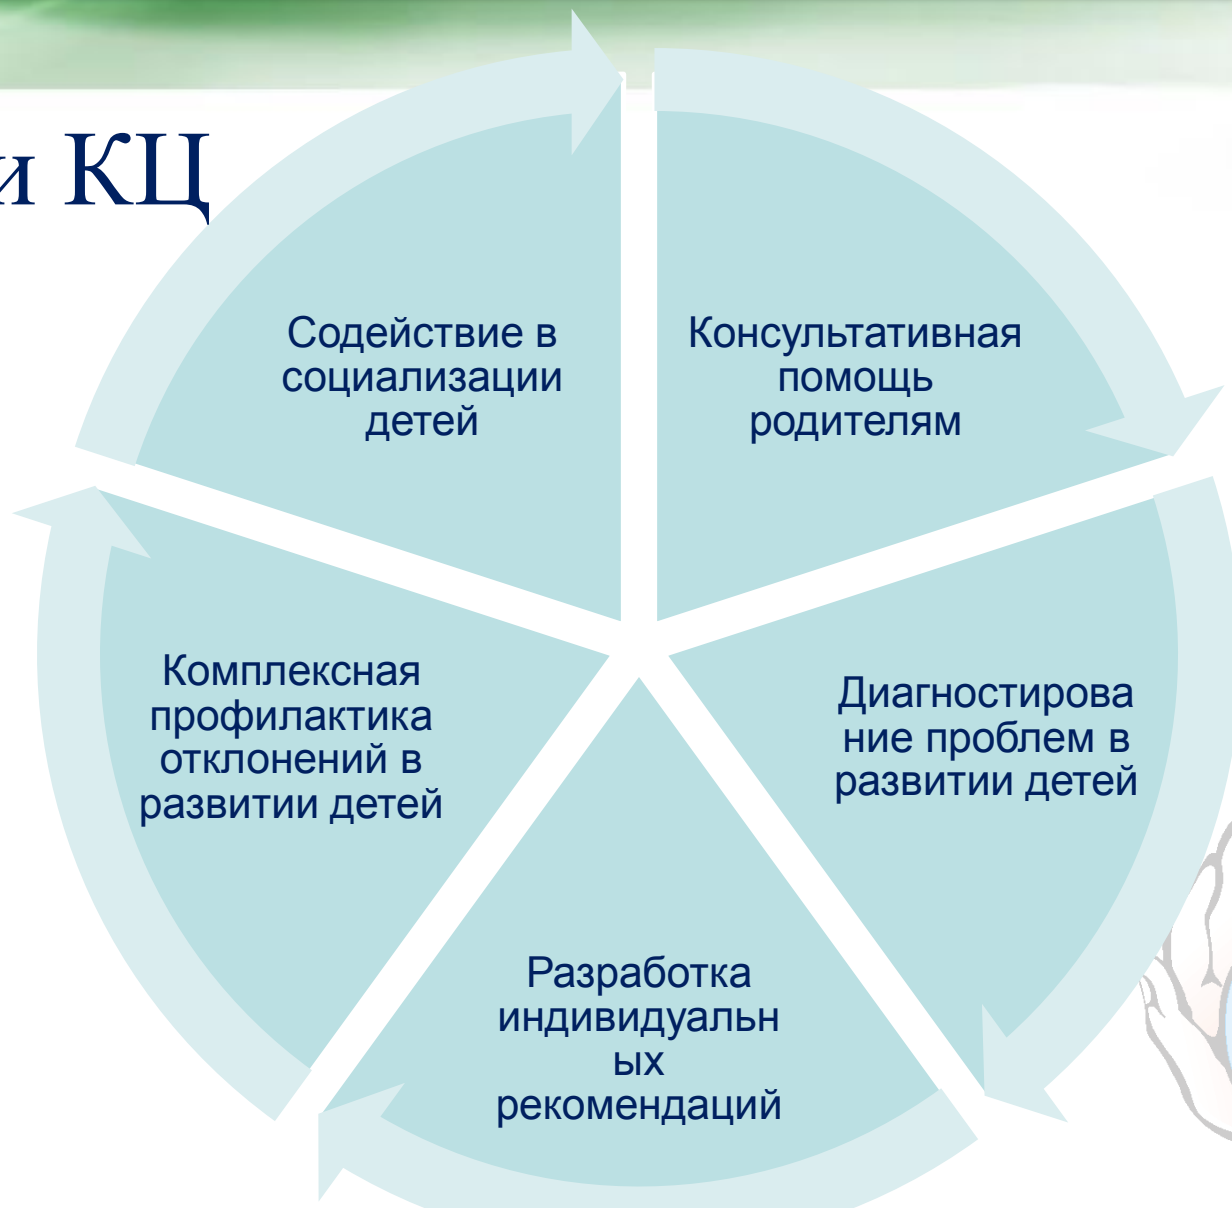 и КЦ
Содействие в
социализации
детей
Консультативная
помощь
родителям
Диагностирова
ние проблем в
развитии детей
Разработка
индивидуальн
ых
рекомендаций
Комплексная
профилактика
отклонений в
развитии детей